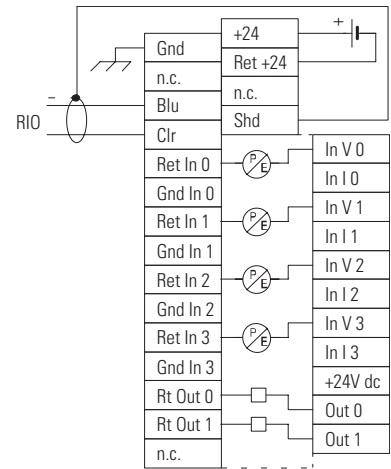 +
+24
Gnd
Ret +24
n.c.
n.c.
–
Blu
Shd
RIO
Clr
In V 0
Ret In 0
P/E
In I 0
Gnd In 0
In V 1
Ret In 1
P/E
In I 1
Gnd In 1
In V 2
Ret In 2
P/E
In I 2
Gnd In 2
In V 3
Ret In 3
P/E
In I 3
Gnd In 3
+24V dc
Rt Out 0
Out 0
Rt Out 1
Out 1
n.c.